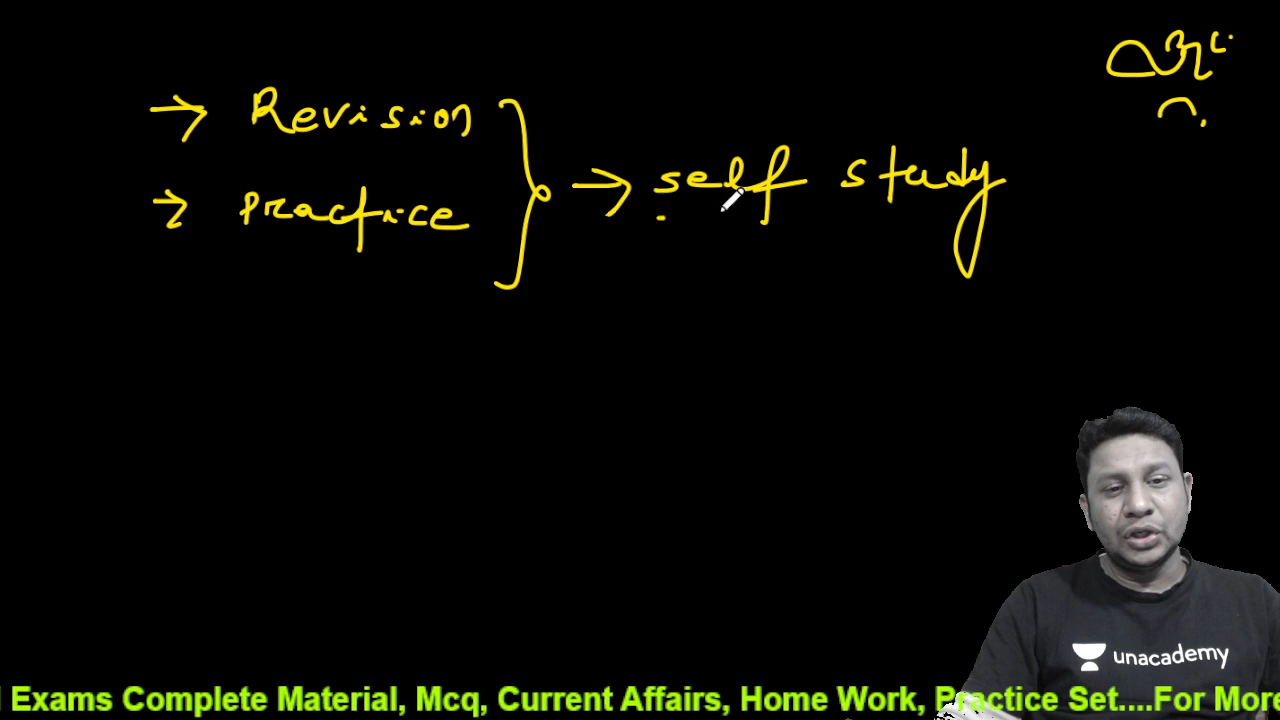 → Revision
→ Practice
→ self study
unacademy
Exams Complete Material, Mcq, Current Affairs, Home Work, Practice Set....For More